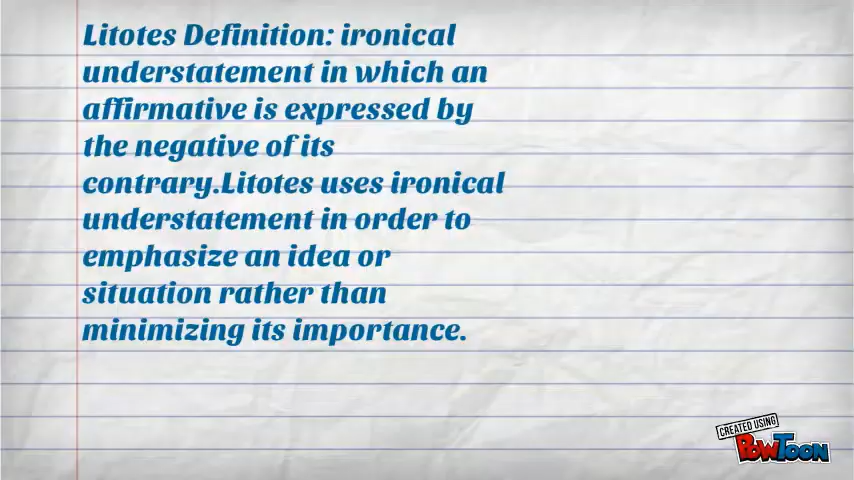 Litotes Definition: ironical
understatement in which an
affirmative is expressed by
the negative of its
contrary.Litotes uses ironical
understatement in order to
emphasize an idea or
situation rather than
minimizing its importance.
CREATED USING
POWTOON